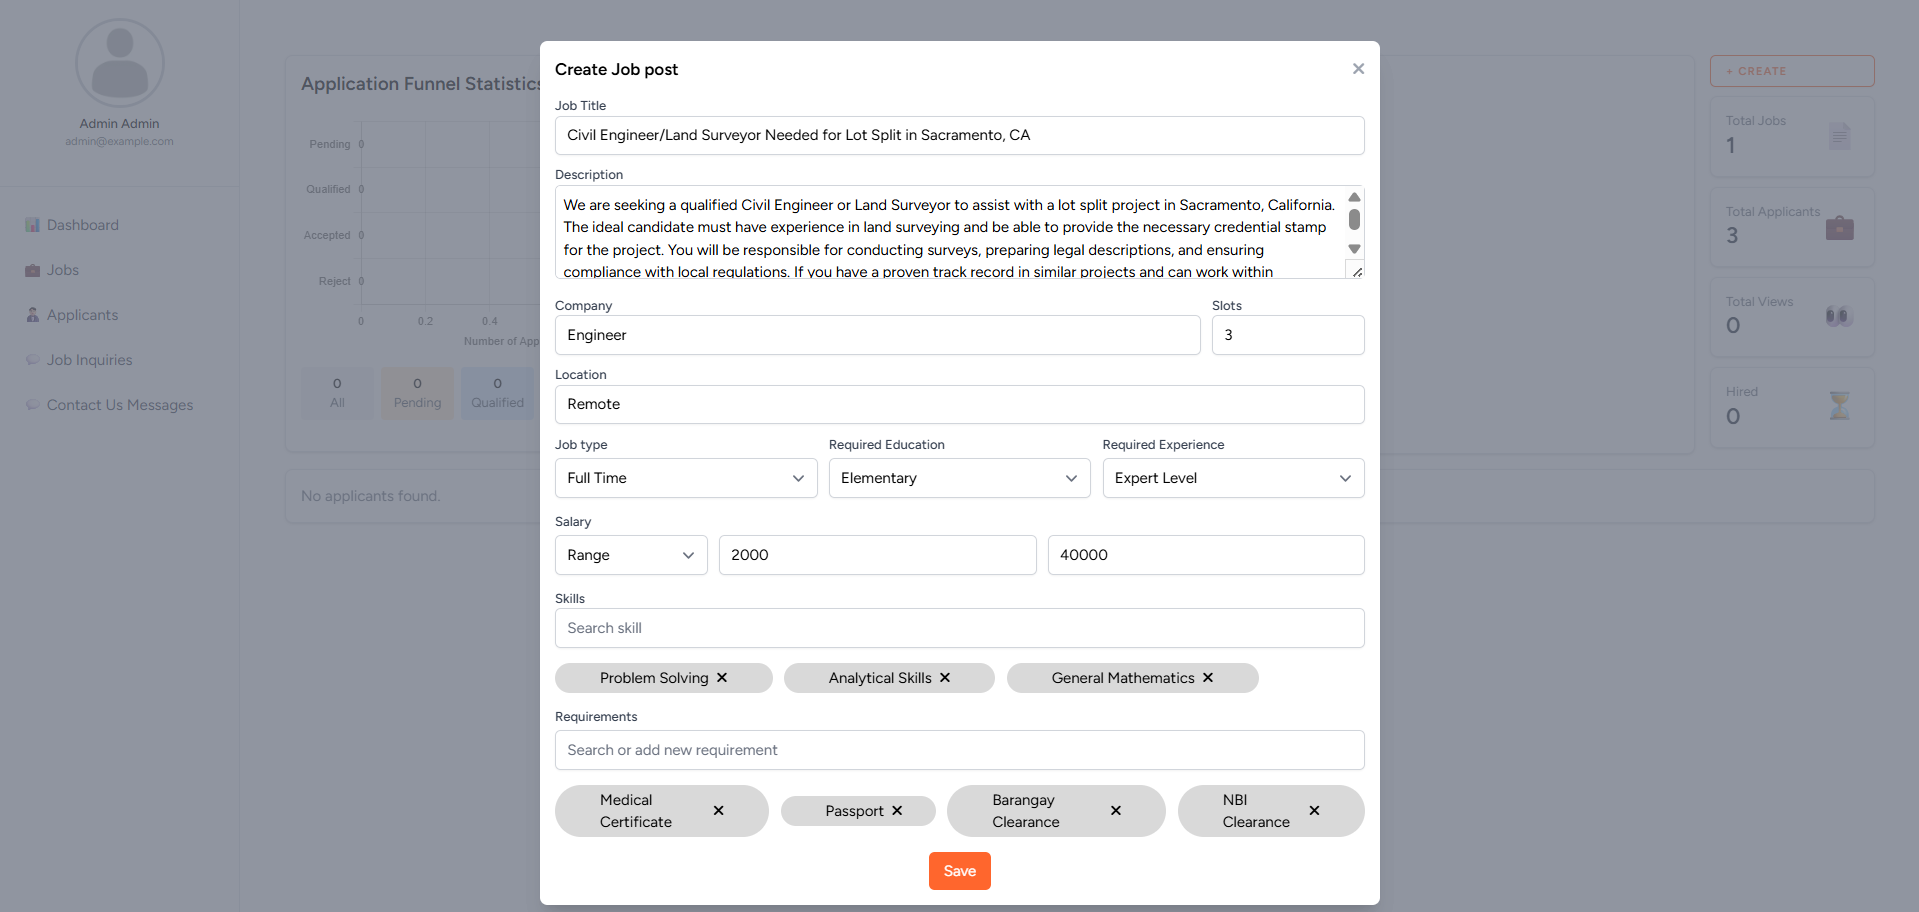 Admin Admin
admin@example.com
Dashboard
Jobs
Applicants
Job Inquiries
Contact Us Messages
Application Funnel Statistics
Pending 0
Qualified 0
Accepted 0
Reject 0
0 0.2 0.4
Number of App
0 0 0
All Pending Qualified
No applicants found.
Create Job post
Job Title
Civil Engineer/Land Surveyor Needed for Lot Split in Sacramento, CA
Description
We are seeking a qualified Civil Engineer or Land Surveyor to assist with a lot split project in Sacramento, California.
The ideal candidate must have experience in land surveying and be able to provide the necessary credential stamp
for the project. You will be responsible for conducting surveys, preparing legal descriptions, and ensuring
compliance with local regulations. If you have a proven track record in similar projects and can work within
Company Slots
Engineer 3
Location
Remote
Job type Required Education Required Experience
Full Time Elementary Expert Level
Salary
Range 2000 40000
Skills
Search skill
Problem Solving Analytical Skills General Mathematics
Requirements
Search or add new requirement
Medical
Certificate
Passport
Barangay
Clearance
NBI
Clearance
Save
+ CREATE
Total Jobs
1
Total Applicants
3
Total Views
0
Hired
0